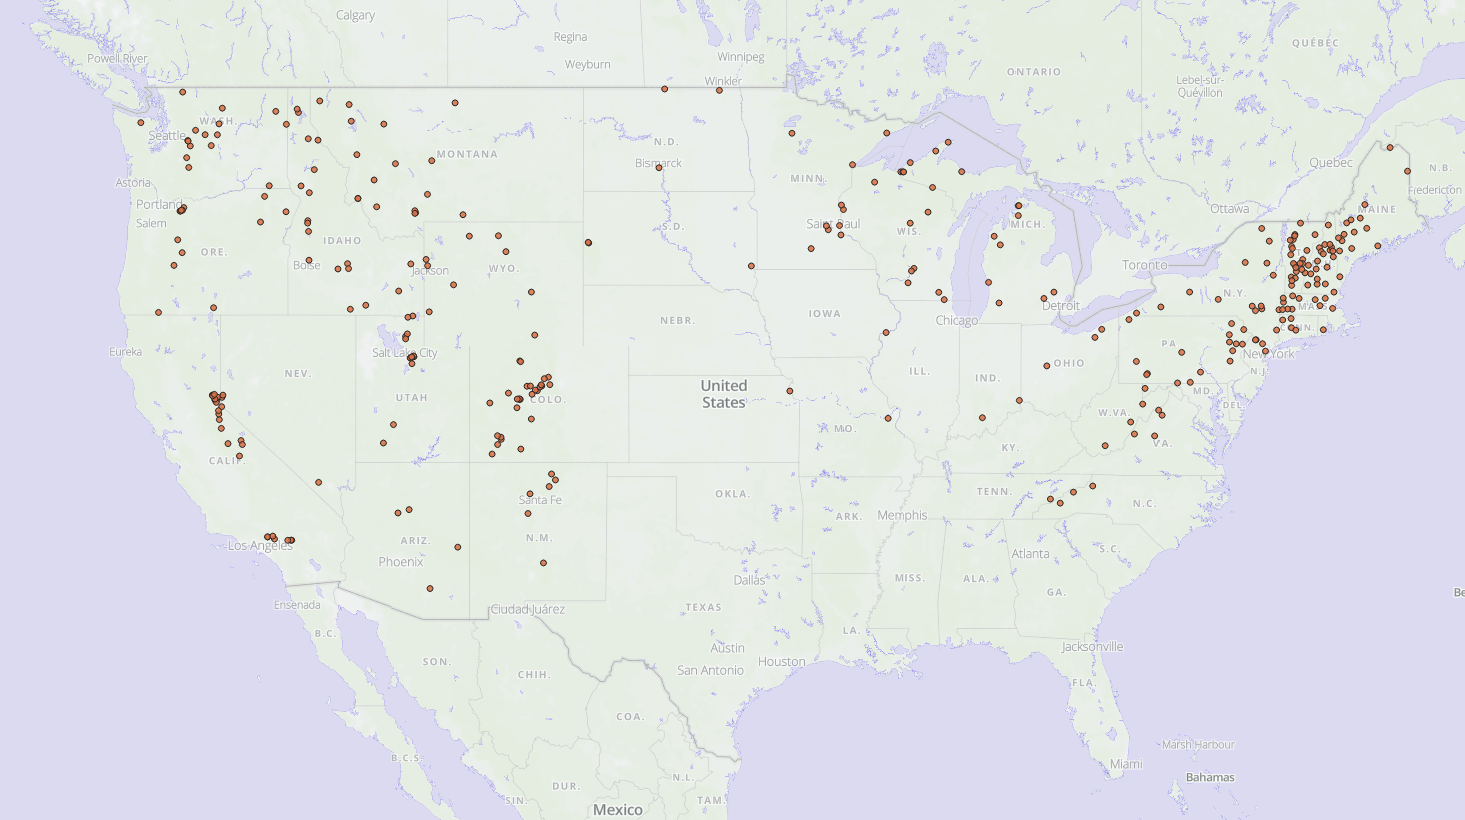 Calgary
Regina
QUÉBEC
Powell River
Winnipeg
Weyburn
ONTARIO
Winkler
Lebel-sur-
Quévillon
WASH.
Seattle
N.D.
MONTANA
Bismarck
Quebec
N.B.
Astoria
MINN.
Fredericton
Portland
Ottawa
MAINE
Salem
Saint Paul
S.D.
MICH.
WIS.
IDAHO
ORE.
Boise
Jackson
WYO.
Toronto
N.Y.
Detroit
MASS.
IOWA
NEBR.
Chicago
CONN.
Eureka
Salt Lake City
PA.
New York
OHIO
NEV.
ILL.
IND.
N.J.
United
States
UTAH
COLO.
MD.
DEL.
W.VA.
MO.
VA.
KY.
CALIF.
OKLA.
TENN.
Santa Fe
N.C.
ARK.
Memphis
ARIZ.
N.M.
Los Angeles
S.C.
Atlanta
Phoenix
Dallas
MISS.
ALA.
GA.
Be
Ensenada
Ciudad Juárez
TEXAS
B.C.
LA.
Austin
Jacksonville
SON.
Houston
San Antonio
CHIH.
FLA.
COA.
Marsh Harbour
B.C.S.
Miami
Bahamas
N.L.
DUR.
SIN.
TAM.
Mexico